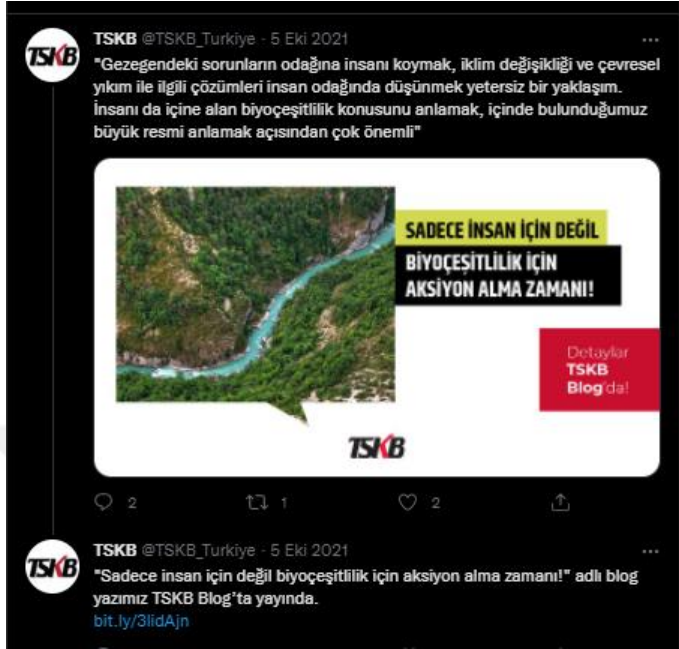 TSKB @TSKB_Turkiye · 5 Eki 2021
"Gezegendeki sorunların odağına insanı koymak, iklim değişikliği ve çevresel
yıkım ile ilgili çözümleri insan odağında düşünmek yetersiz bir yaklaşım.
İnsanı da içine alan biyoçeşitlilik konusunu anlamak, içinde bulunduğumuz
büyük resmi anlamak açısından çok önemli"
SADECE İNSAN İÇİN DEĞİL
BİYOÇEŞİTLİLİK İÇİN
AKSİYON ALMA ZAMANI!
Detaylar
TSKB
Blog'da!
TSKB
2 1 2
TSKB @TSKB_Turkiye · 5 Eki 2021
"Sadece insan için değil biyoçeşitlilik için aksiyon alma zamanı!" adlı blog
yazımız TSKB Blog'ta yayında.
bit.ly/3lidAjn
TSKB
TSKB